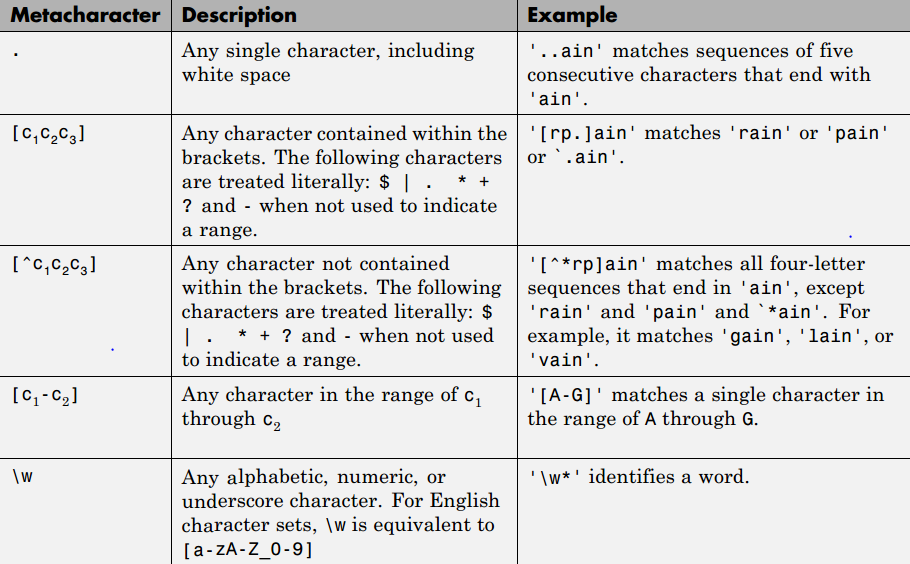 Metacharacter Description Example
. Any single character, including '..ain' matches sequences of five
white space consecutive characters that end with
'ain'.
[c₁c₂c₃] Any character contained within the '[rp.]ain' matches 'rain' or 'pain'
brackets. The following characters or `.ain'.
are treated literally: $ | . * +
? and - when not used to indicate
a range.
[^c₁c₂c₃] Any character not contained '[^*rp]ain' matches all four-letter
within the brackets. The following sequences that end in 'ain', except
characters are treated literally: $ 'rain' and 'pain' and `*ain'. For
| . * + ? and - when not used example, it matches 'gain', 'lain', or
to indicate a range. 'vain'.
[c₁-c₂] Any character in the range of c₁ '[A-G]' matches a single character in
through c₂ the range of A through G.
\w Any alphabetic, numeric, or '\w*' identifies a word.
underscore character. For English
character sets, \w is equivalent to
[a-zA-Z_0-9]